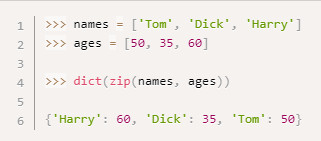 1 >>> names = ['Tom', 'Dick', 'Harry']
2 >>> ages = [50, 35, 60]
3
4 >>> dict(zip(names, ages))
5
6 {'Harry': 60, 'Dick': 35, 'Tom': 50}